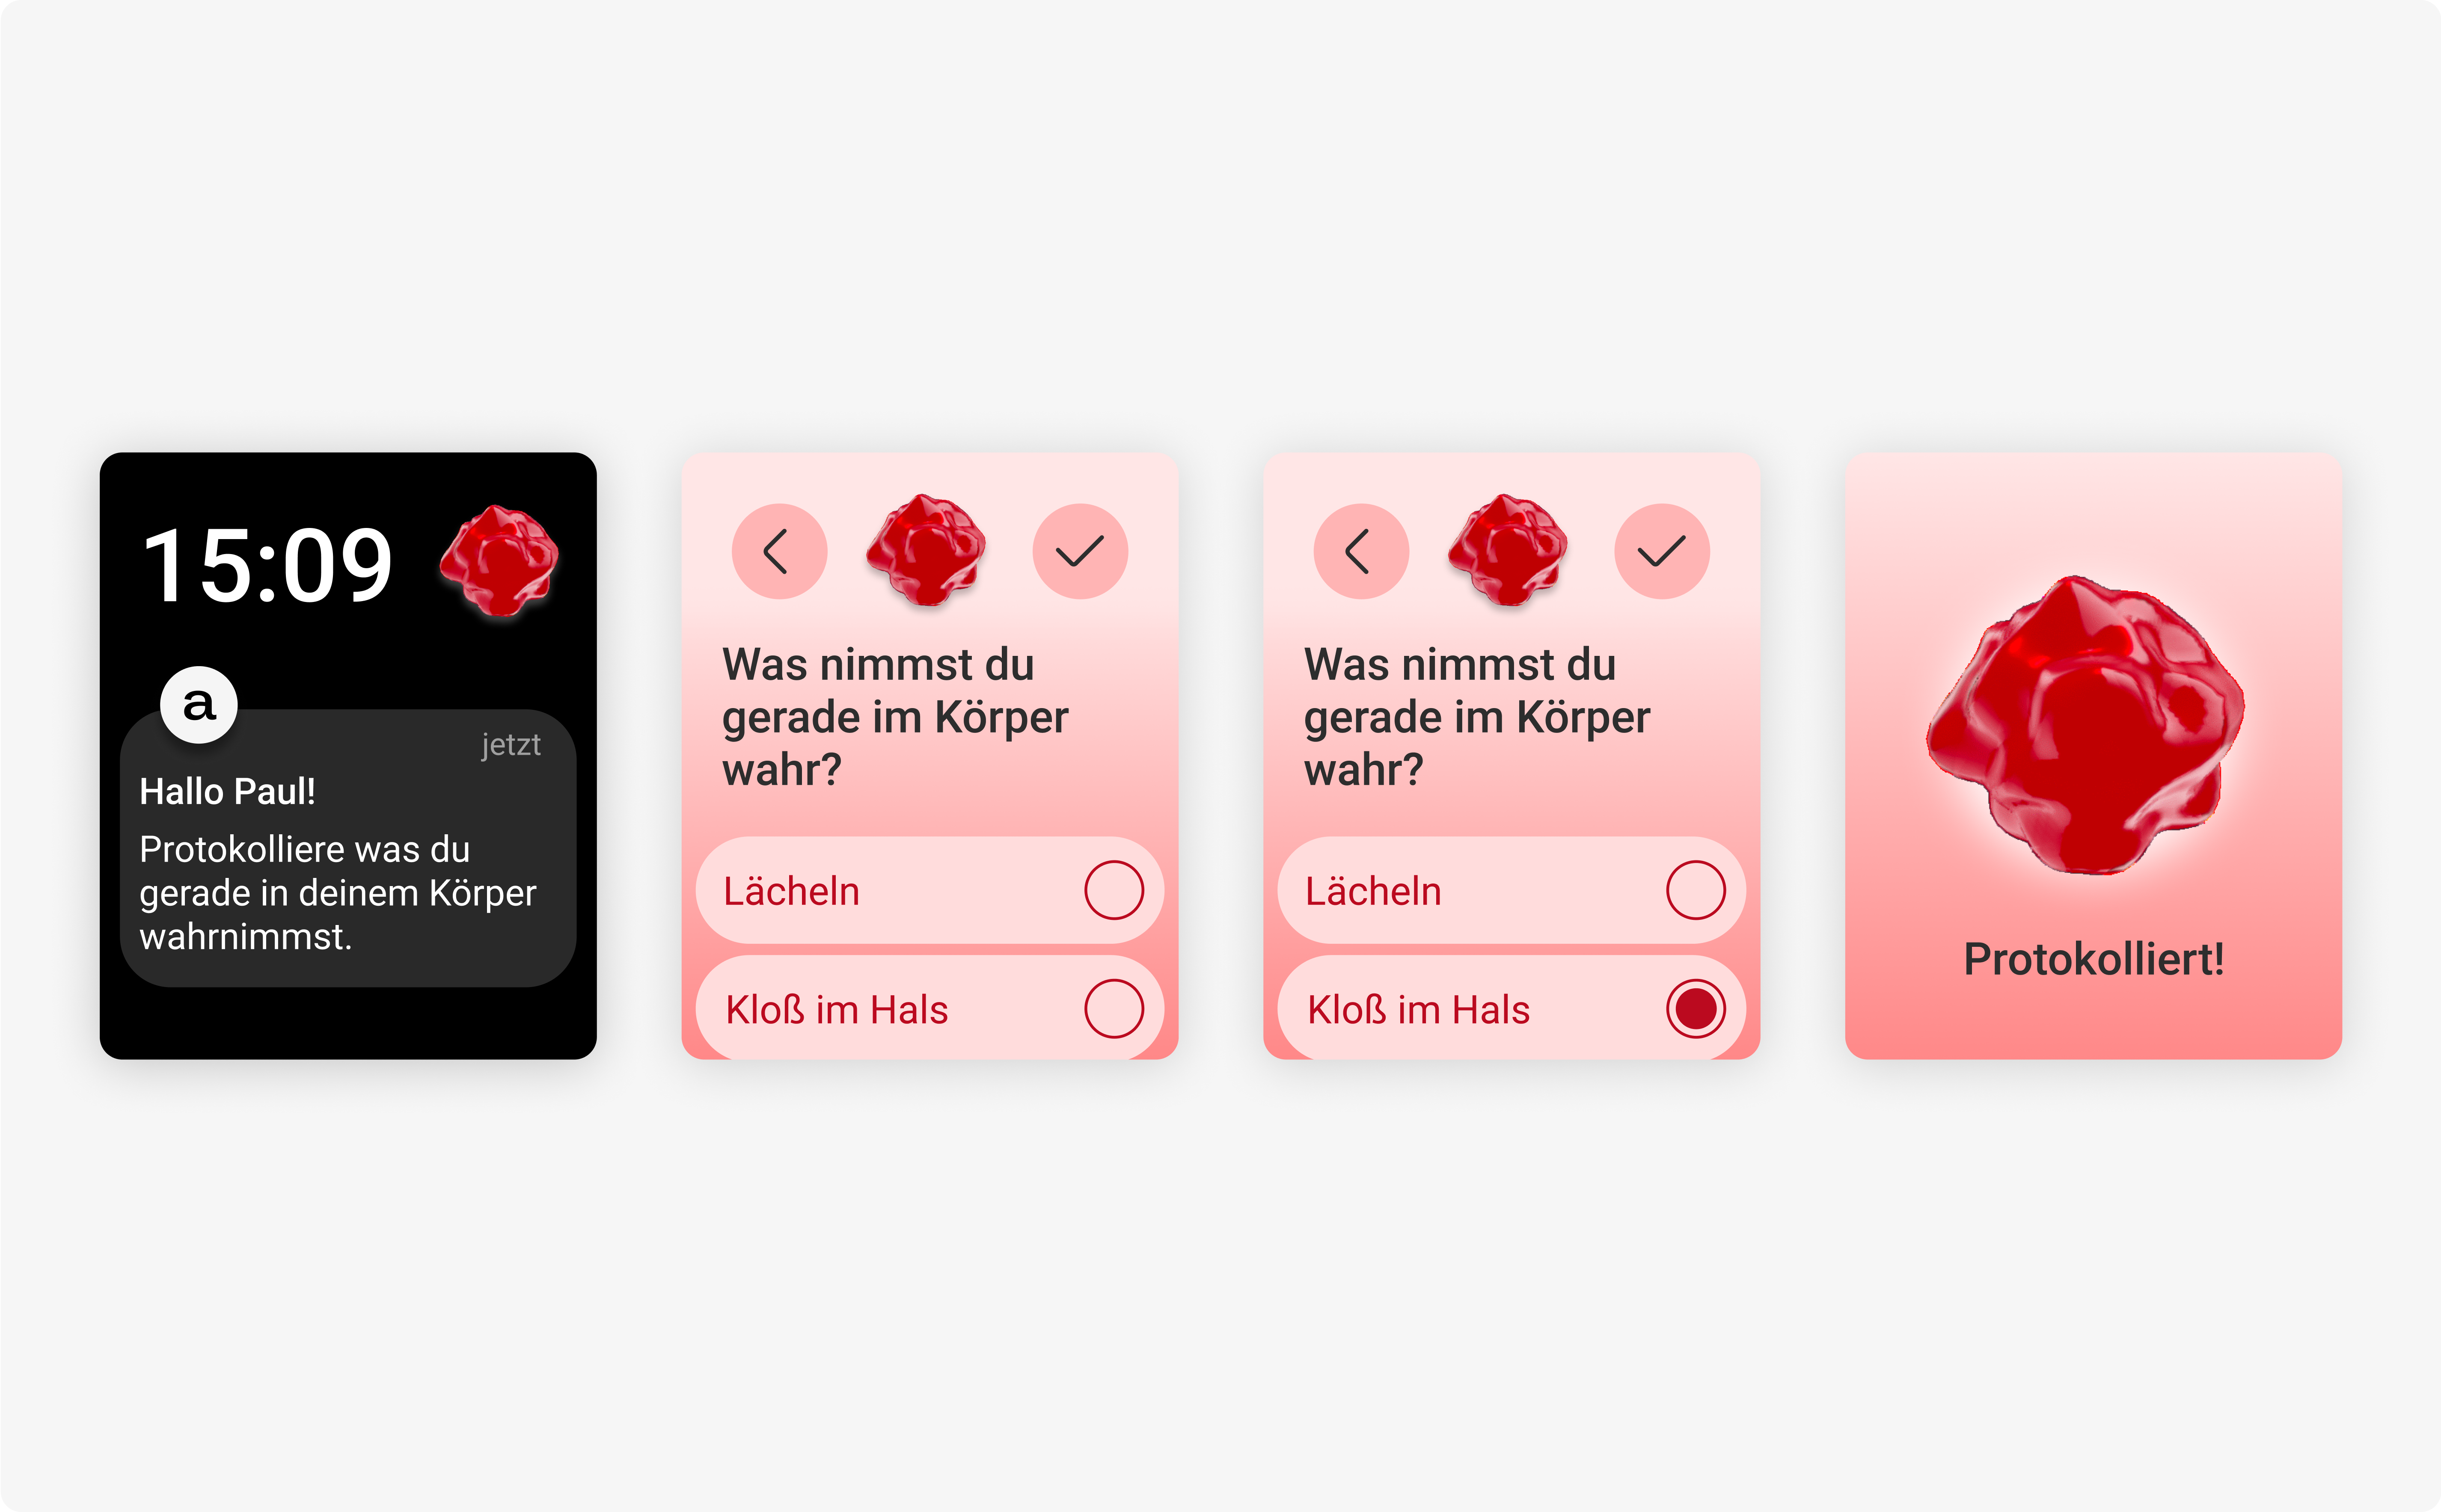 15:09
a
jetzt
Hallo Paul!
Protokolliere was du
gerade in deinem Körper
wahrnimmst.
Was nimmst du
gerade im Körper
wahr?
Lächeln
Kloß im Hals
Was nimmst du
gerade im Körper
wahr?
Lächeln
Kloß im Hals
Protokolliert!